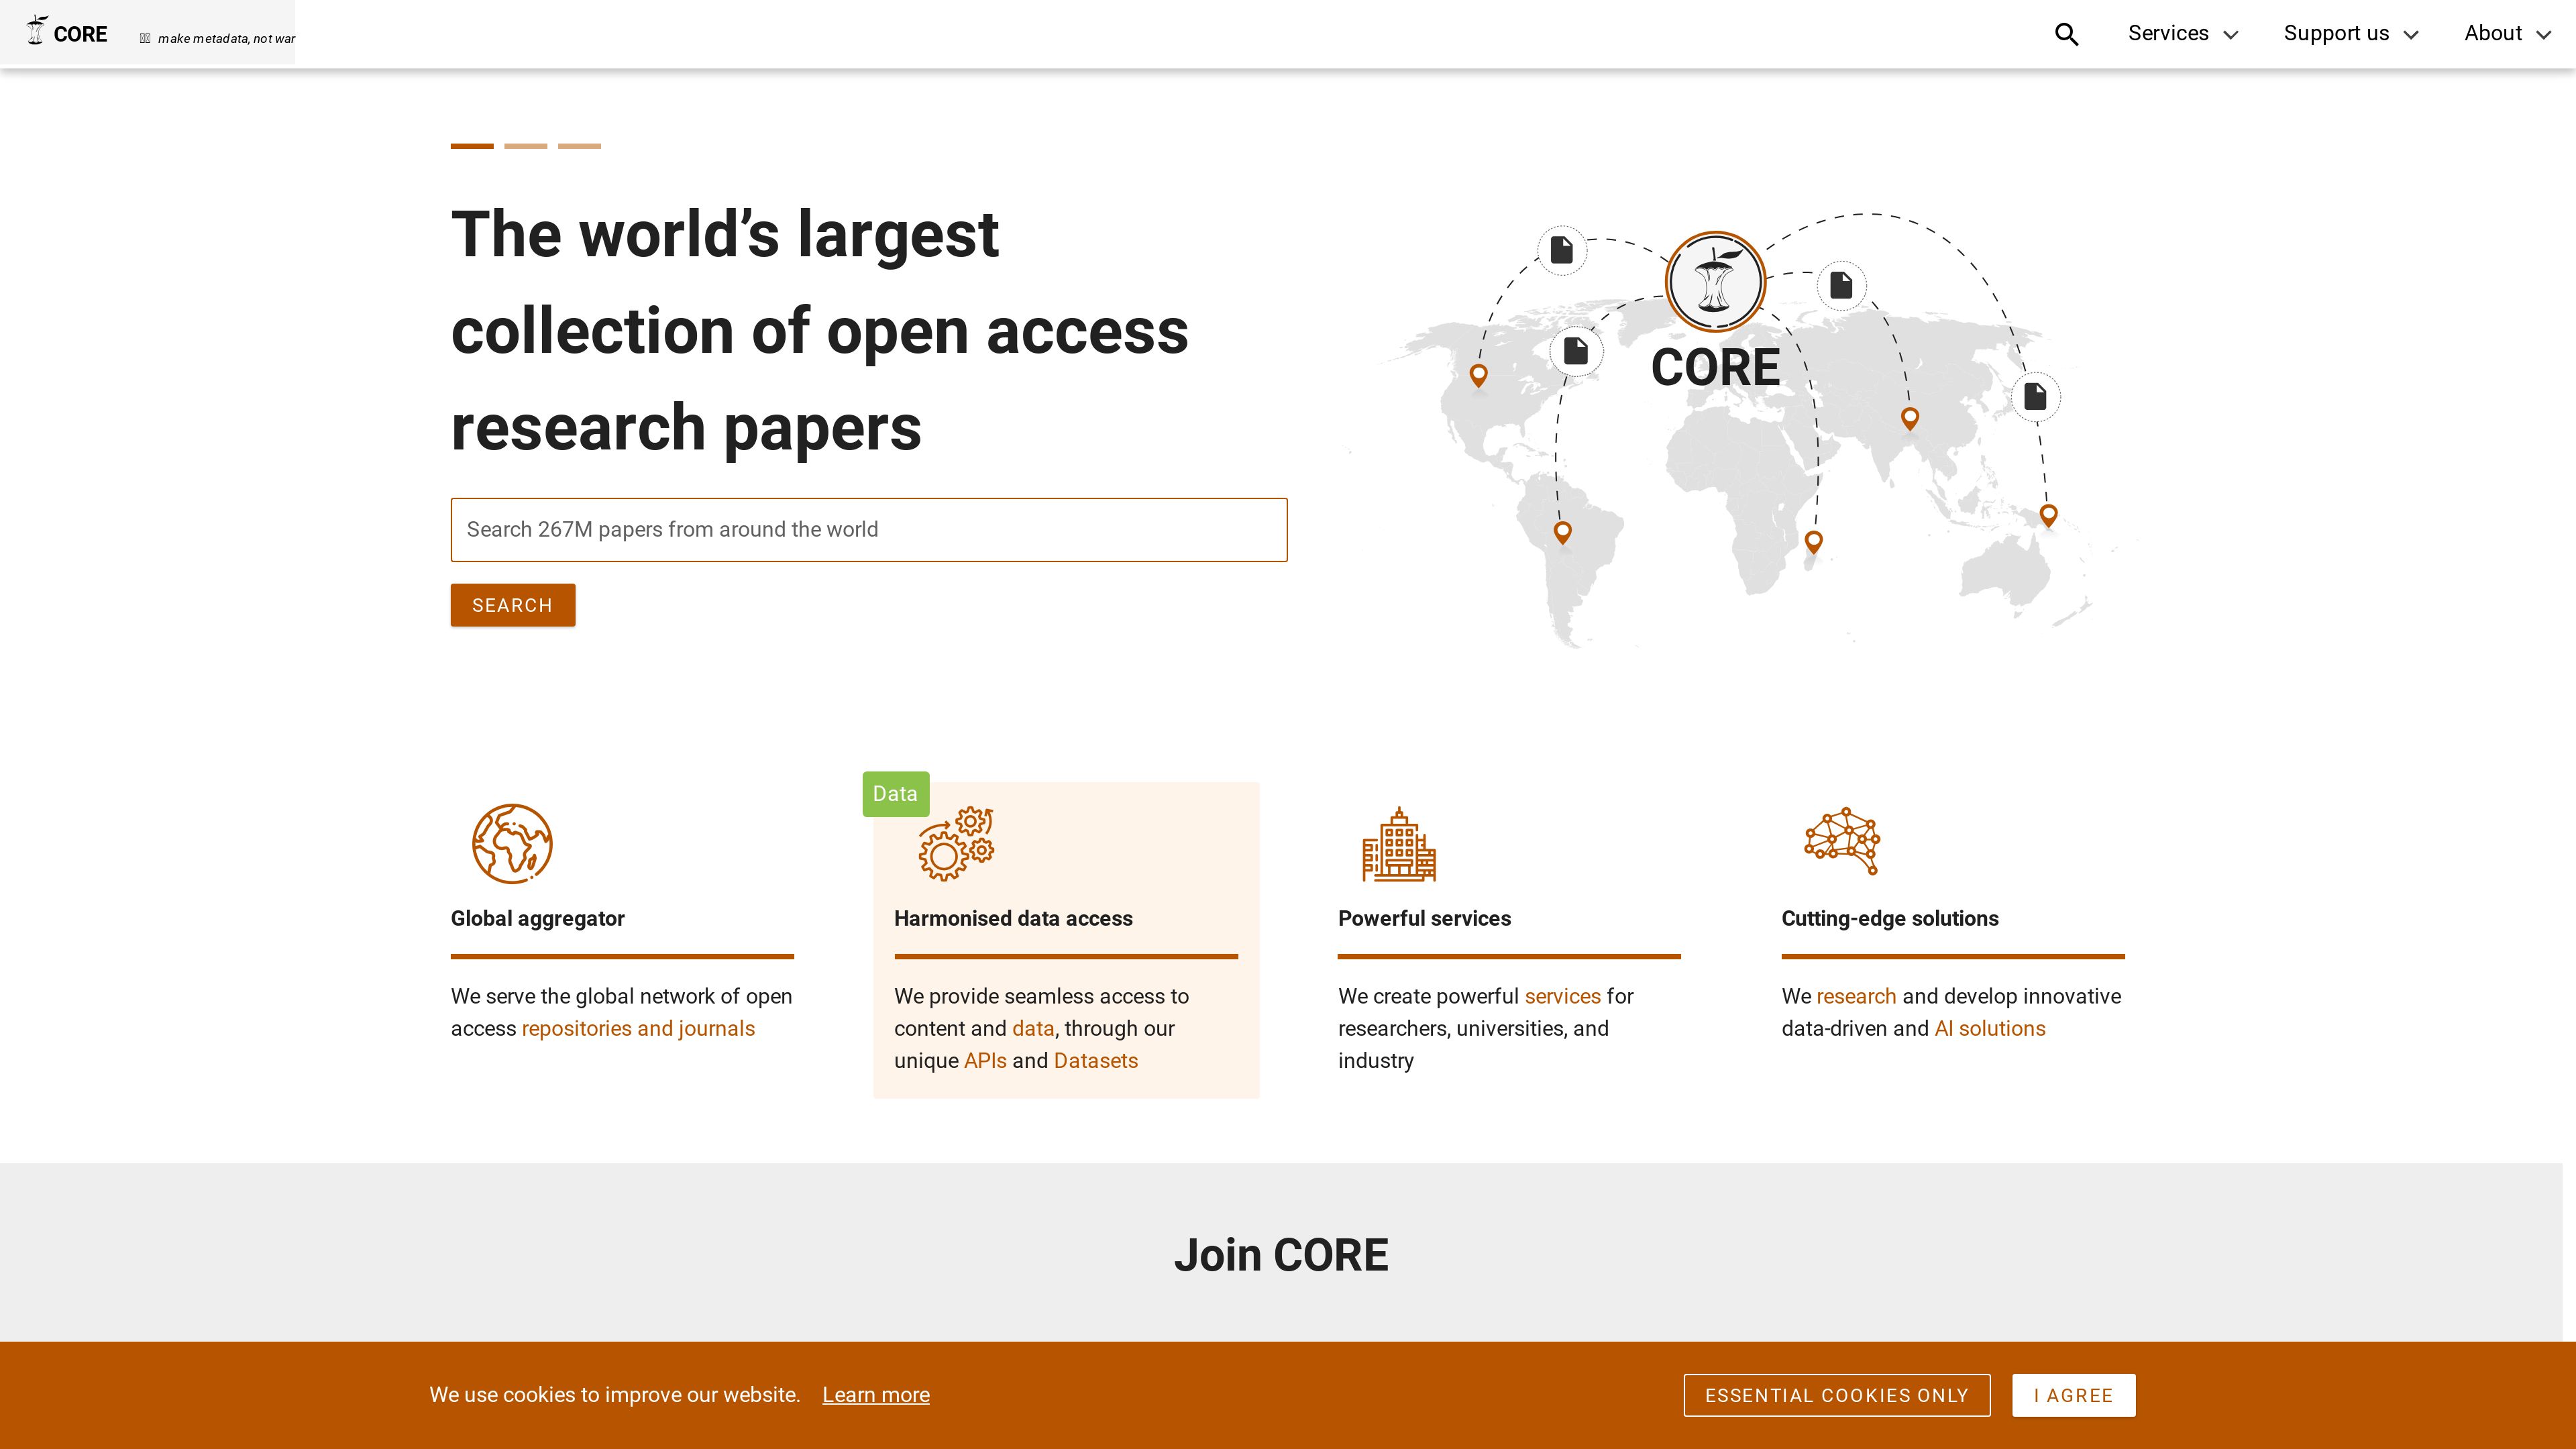 CORE
make metadata, not war
Services
Support us
About
The world’s largest
collection of open access
research papers
Search 267M papers from around the world
SEARCH
CORE
Global aggregator
We serve the global network of open
access repositories and journals
Data
Harmonised data access
We provide seamless access to
content and data, through our
unique APIs and Datasets
Powerful services
We create powerful services for
researchers, universities, and
industry
Cutting-edge solutions
We research and develop innovative
data-driven and AI solutions
Join CORE
We use cookies to improve our website. Learn more
ESSENTIAL COOKIES ONLY
I AGREE